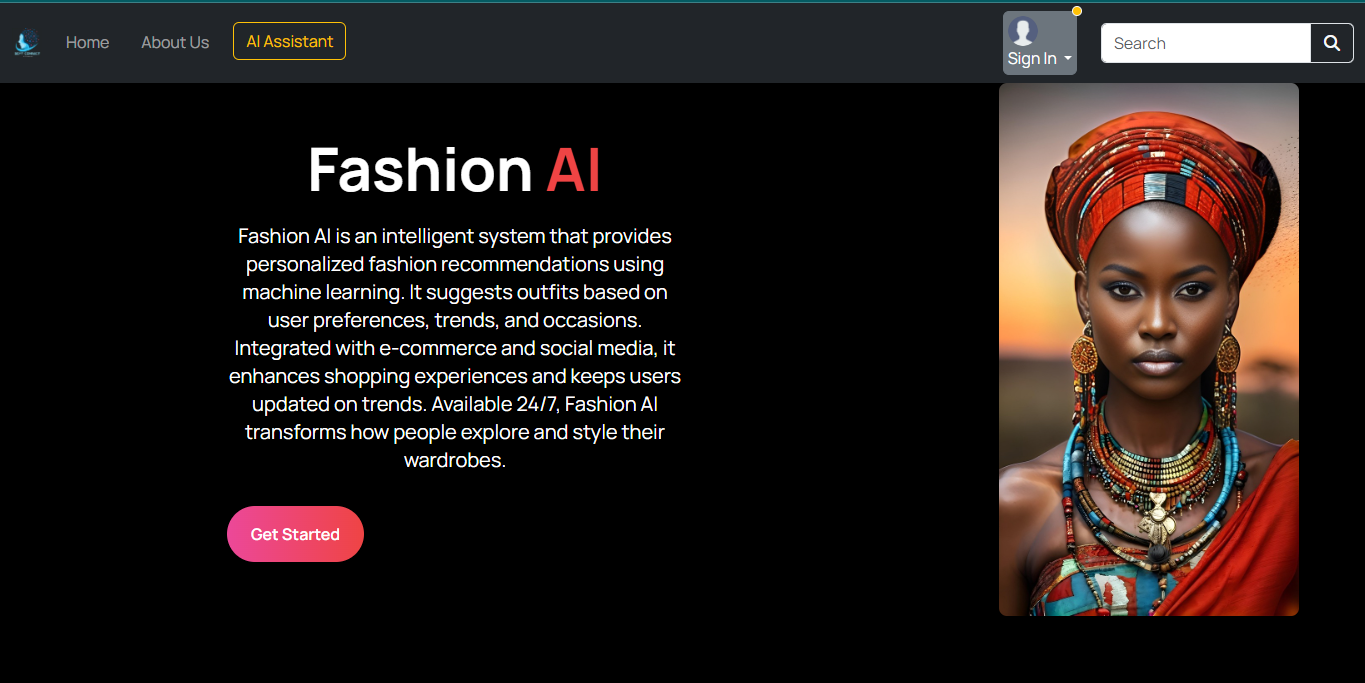 Home
About Us
AI Assistant
Sign In
Search
Fashion AI
Fashion AI is an intelligent system that provides
personalized fashion recommendations using
machine learning. It suggests outfits based on
user preferences, trends, and occasions.
Integrated with e-commerce and social media, it
enhances shopping experiences and keeps users
updated on trends. Available 24/7, Fashion AI
transforms how people explore and style their
wardrobes.
Get Started